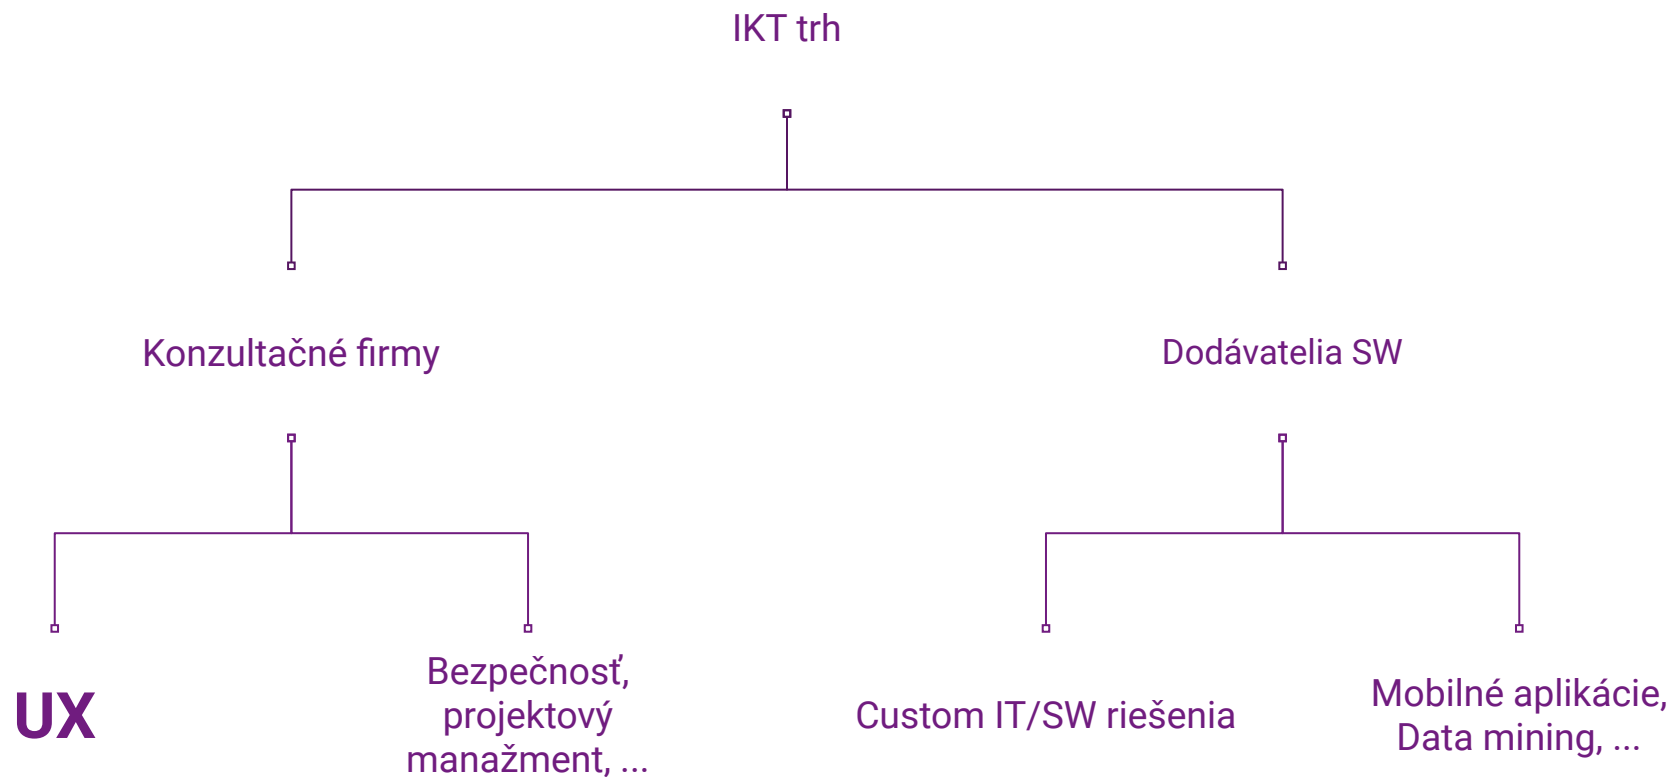 IKT trh
Konzultačné firmy
Dodávatelia SW
UX
Bezpečnosť,
projektový
manažment, ...
Custom IT/SW riešenia
Mobilné aplikácie,
Data mining, ...